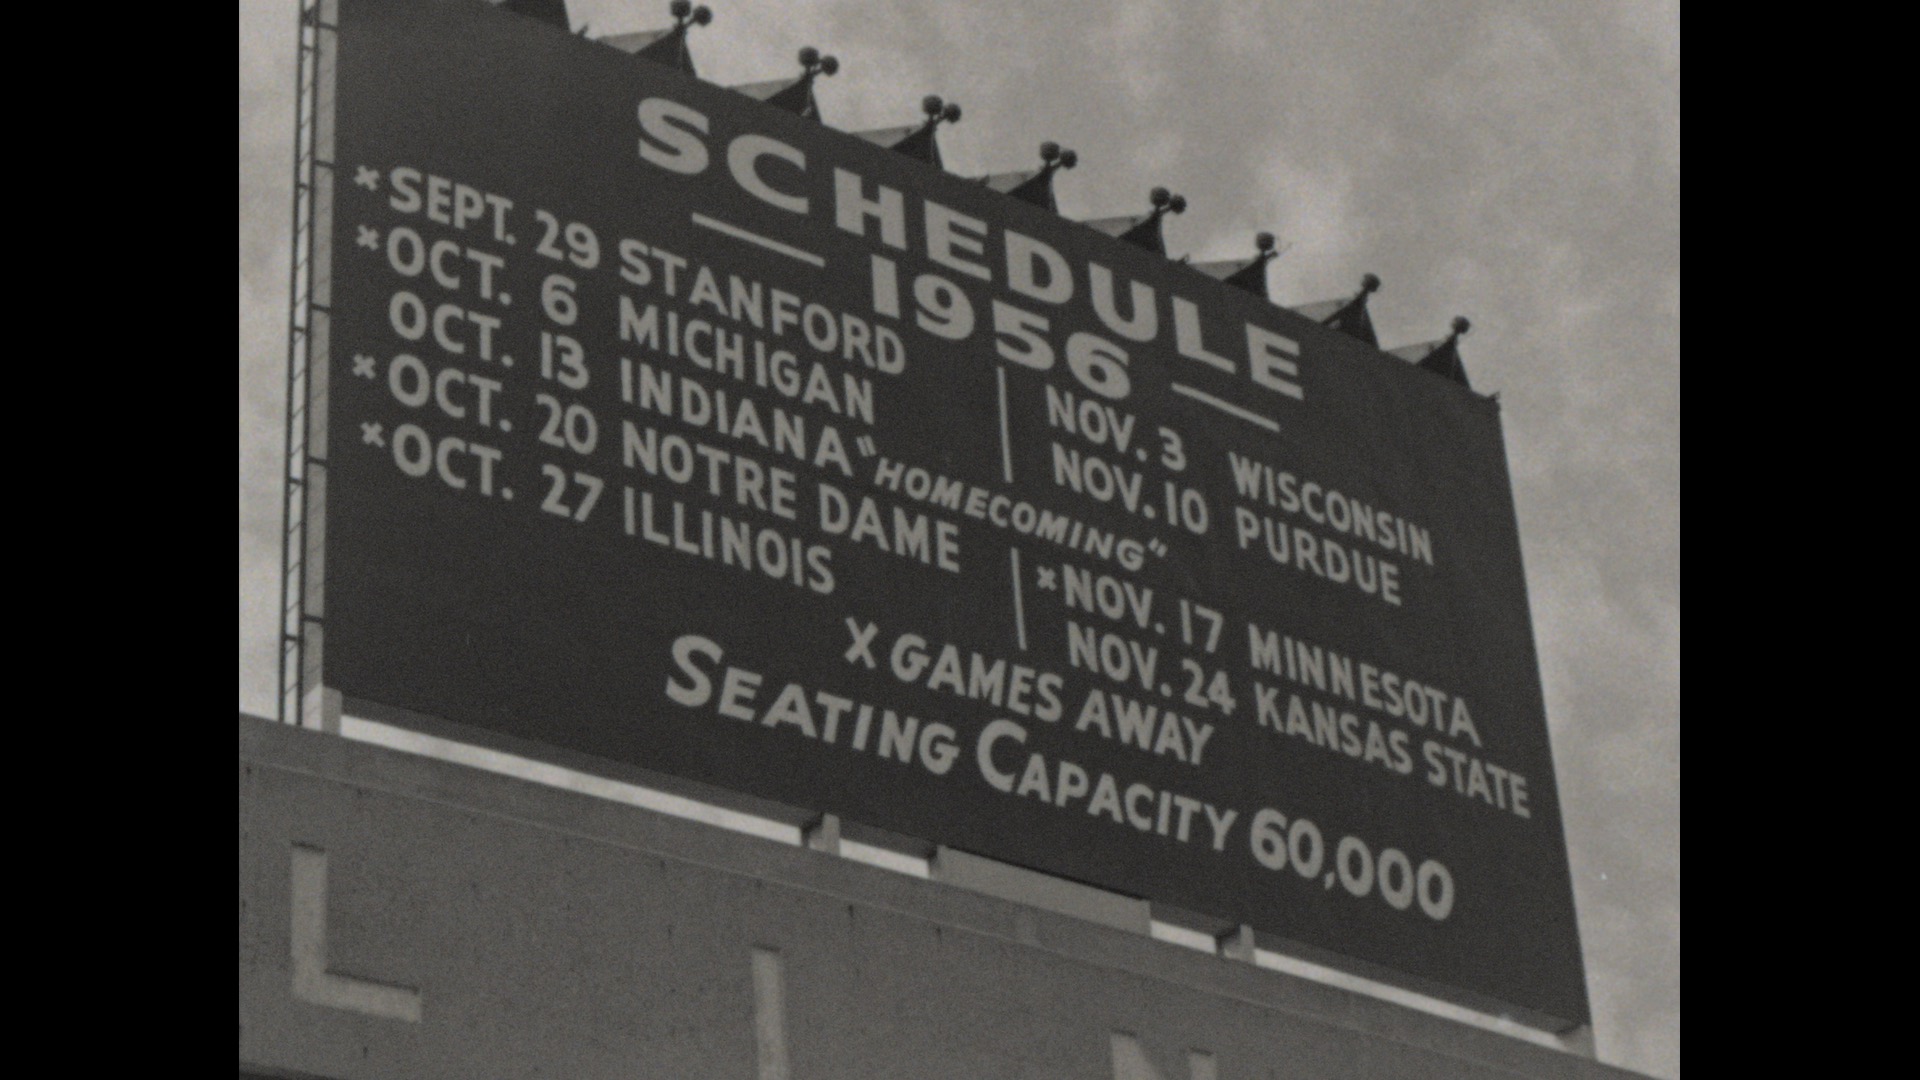 SCHEDULE
— 1956 —
×SEPT. 29 STANFORD
×OCT. 6 MICHIGAN
OCT. 13 INDIANA "HOMECOMING"
×OCT. 20 NOTRE DAME
×OCT. 27 ILLINOIS
NOV. 3 WISCONSIN
NOV. 10 PURDUE
×NOV. 17 MINNESOTA
NOV. 24 KANSAS STATE
X GAMES AWAY
SEATING CAPACITY 60,000